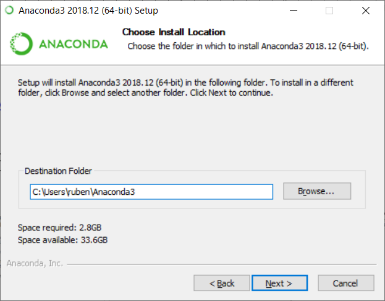 Anaconda3 2018.12 (64-bit) Setup
ANACONDA
Choose Install Location
Choose the folder in which to install Anaconda3 2018.12 (64-bit).
Setup will install Anaconda3 2018.12 (64-bit) in the following folder. To install in a different
folder, click Browse and select another folder. Click Next to continue.
Destination Folder
C:\Users\ruben\Anaconda3
Browse...
Space required: 2.8GB
Space available: 33.6GB
Anaconda, Inc.
< Back
Next >
Cancel